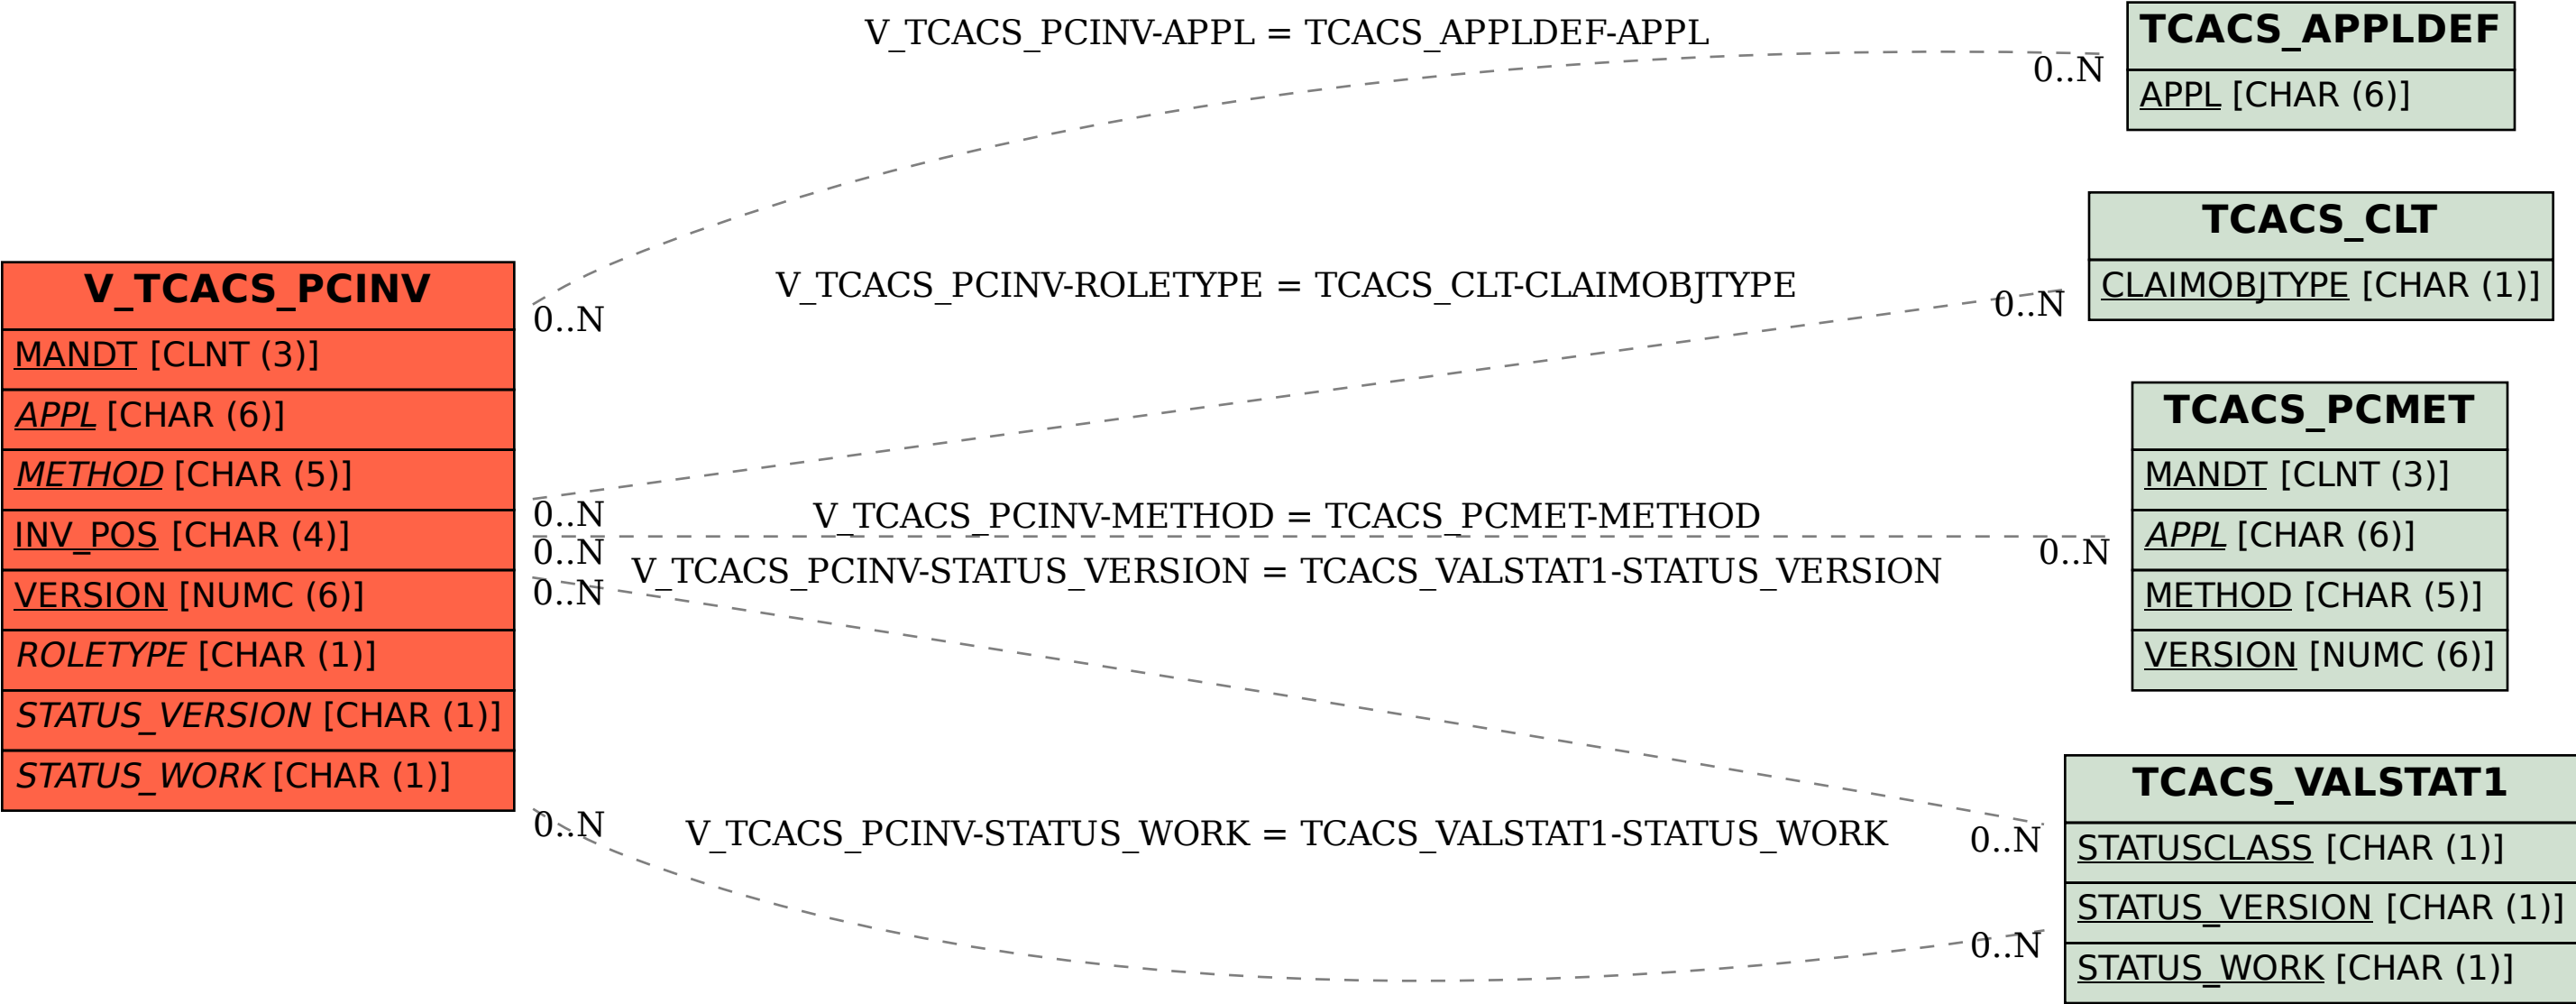 V_TCACS_PCINV-APPL = TCACS_APPLDEF-APPL
0..N
0..N
TCACS_APPLDEF
APPL [CHAR (6)]
V_TCACS_PCINV-ROLETYPE = TCACS_CLT-CLAIMOBJTYPE
0..N
0..N
TCACS_CLT
CLAIMOBJTYPE [CHAR (1)]
V_TCACS_PCINV
MANDT [CLNT (3)]
APPL [CHAR (6)]
METHOD [CHAR (5)]
INV_POS [CHAR (4)]
VERSION [NUMC (6)]
ROLETYPE [CHAR (1)]
STATUS_VERSION [CHAR (1)]
STATUS_WORK [CHAR (1)]
V_TCACS_PCINV-METHOD = TCACS_PCMET-METHOD
0..N
0..N
TCACS_PCMET
MANDT [CLNT (3)]
APPL [CHAR (6)]
METHOD [CHAR (5)]
VERSION [NUMC (6)]
V_TCACS_PCINV-STATUS_VERSION = TCACS_VALSTAT1-STATUS_VERSION
0..N
0..N
V_TCACS_PCINV-STATUS_WORK = TCACS_VALSTAT1-STATUS_WORK
0..N
0..N
TCACS_VALSTAT1
STATUSCLASS [CHAR (1)]
STATUS_VERSION [CHAR (1)]
STATUS_WORK [CHAR (1)]